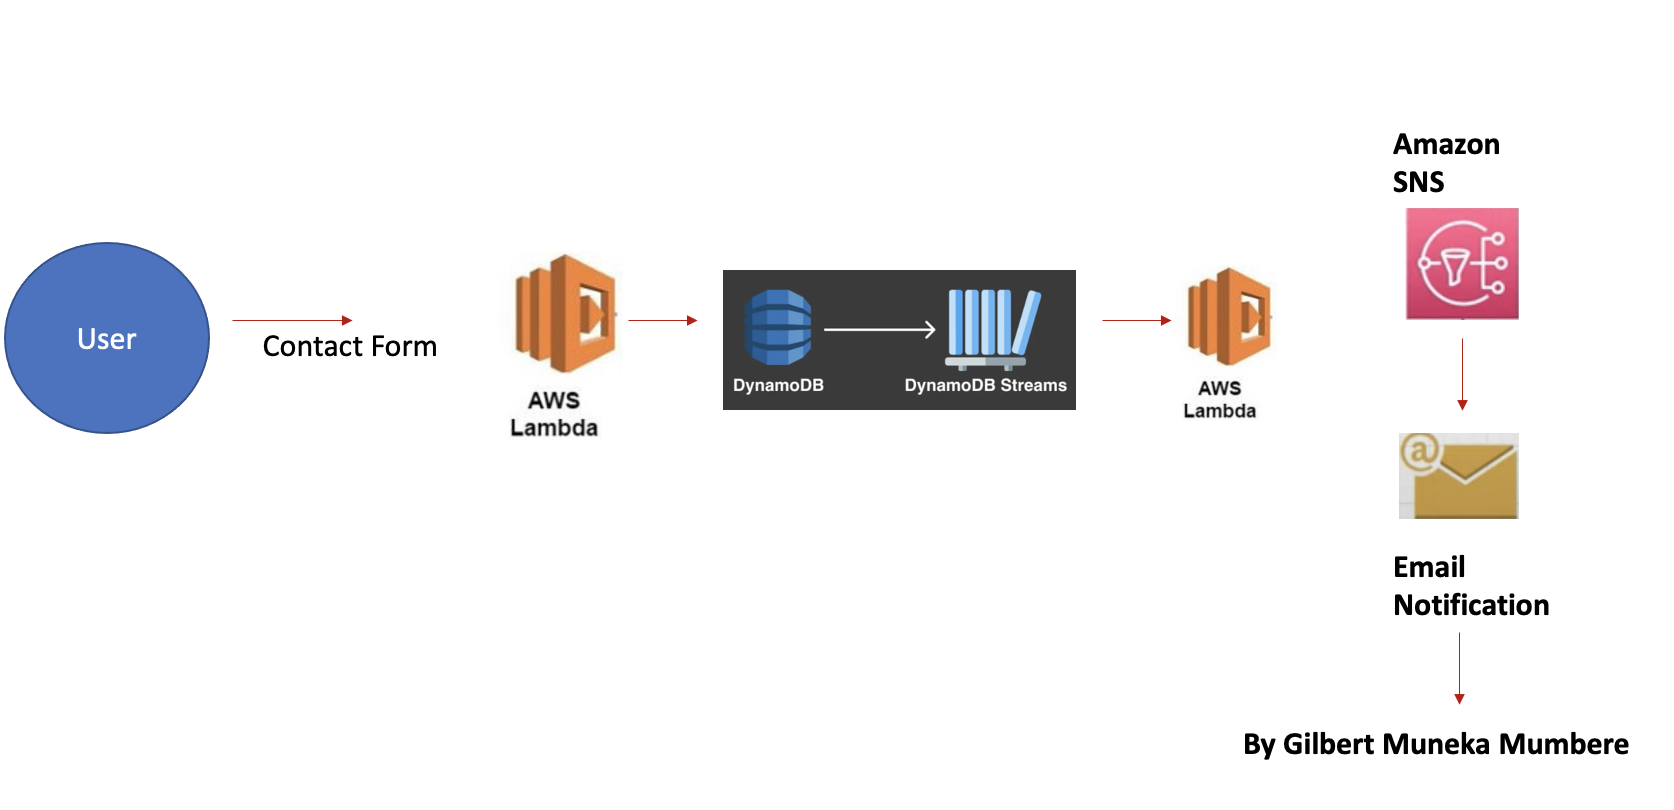 User
Contact Form
AWS
Lambda
DynamoDB
DynamoDB Streams
AWS
Lambda
Amazon
SNS
@
Email
Notification
By Gilbert Muneka Mumbere